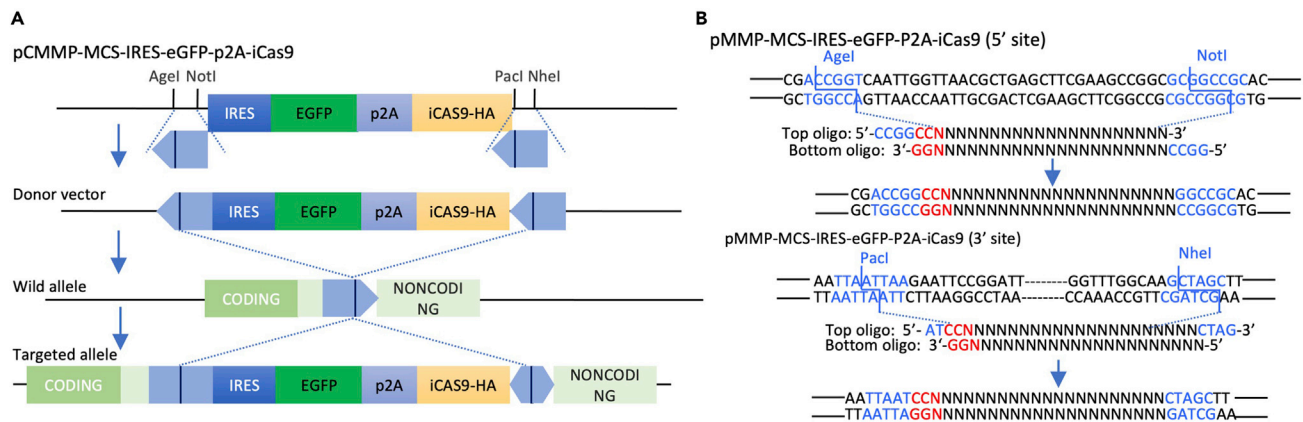 A
pCMMP-MCS-IRES-eGFP-p2A-iCas9
AgeI NotI PacI NheI
IRES EGFP p2A iCAS9-HA
Donor vector
IRES EGFP p2A iCAS9-HA
Wild allele
CODING NONCODI
NG
Targeted allele
CODING IRES EGFP p2A iCAS9-HA NONCODI
NG
B
pMMP-MCS-IRES-eGFP-P2A-iCas9 (5’ site)
AgeI NotI
CGACCGGTCAATTGGTTAACGCTGAGCTTCGAAGCCGGCGCGGCCGCAC
GCTGGCCAGTTAACCAATTGCGACTCGAAGCTTCGGCCGCGCCGGCGTG
Top oligo: 5’-CCGGCCNNNNNNNNNNNNNNNNNNNNN-3’
Bottom oligo: 3’-GGNNNNNNNNNNNNNNNNNNNNNCCGG-5’
CGACCGGCCNNNNNNNNNNNNNNNNNNNNNGGCCGCAC
GCTGGCCGGNNNNNNNNNNNNNNNNNNNNNCCGGCGTG
pMMP-MCS-IRES-eGFP-P2A-iCas9 (3’ site)
PacI NheI
AATTAATTAAGAATTCCGGATT-------GGTTTGGCAAGCTAGCTT
TTAATTAATTCTTAAGGCCTAA-------CCAAACCGTTCGATCGAA
Top oligo: 5’- ATCCNNNNNNNNNNNNNNNNNNNNNCTAG-3’
Bottom oligo: 3’-GGNNNNNNNNNNNNNNNNNNNNN-5’
AATTAATCCNNNNNNNNNNNNNNNNNNNNNCTAGCTT
TTAATTAGGNNNNNNNNNNNNNNNNNNNNNGATCGAA